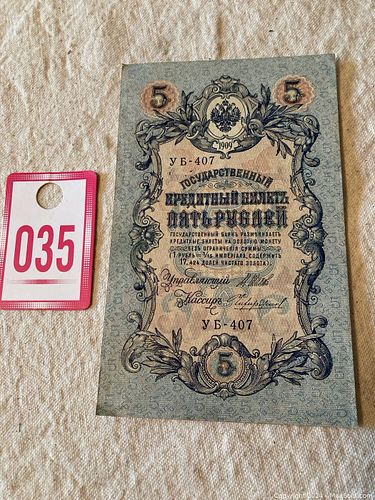 5 5
1909
УБ-407
ГОСУДАРСТВЕННЫЙ
КРЕДИТНЫЙ БИЛЕТЪ
ПЯТЬ РУБЛЕЙ
ГОСУДАРСТВЕННЫЙ БАНКЪ РАЗМѢНИВАЕТЪ
КРЕДИТНЫЕ БИЛЕТЫ НА ЗОЛОТУЮ МОНЕТУ
БЕЗЪ ОГРАНИЧЕНІЯ СУММЫ
(1 РУБЛЬ = 1/15 ИМПЕРІАЛА, СОДЕРЖИТЪ
17,424 ДОЛЕЙ ЧИСТАГО ЗОЛОТА).
Управляющій
Кассиръ
УБ-407
5
035